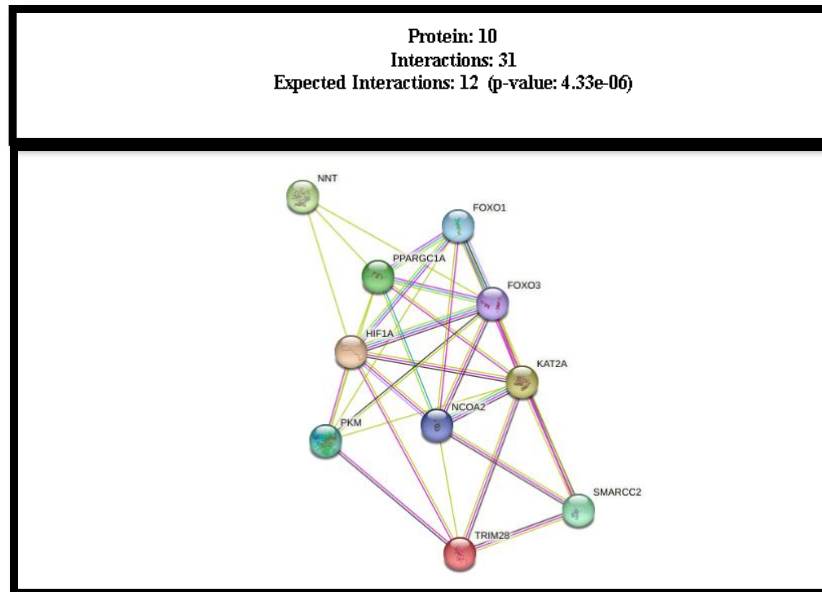 Protein: 10
Interactions: 31
Expected Interactions: 12 (p-value: 4.33e-06)
NNT
FOXO1
PPARGC1A
FOXO3
HIF1A
KAT2A
NCOA2
PKM
SMARCC2
TRIM28